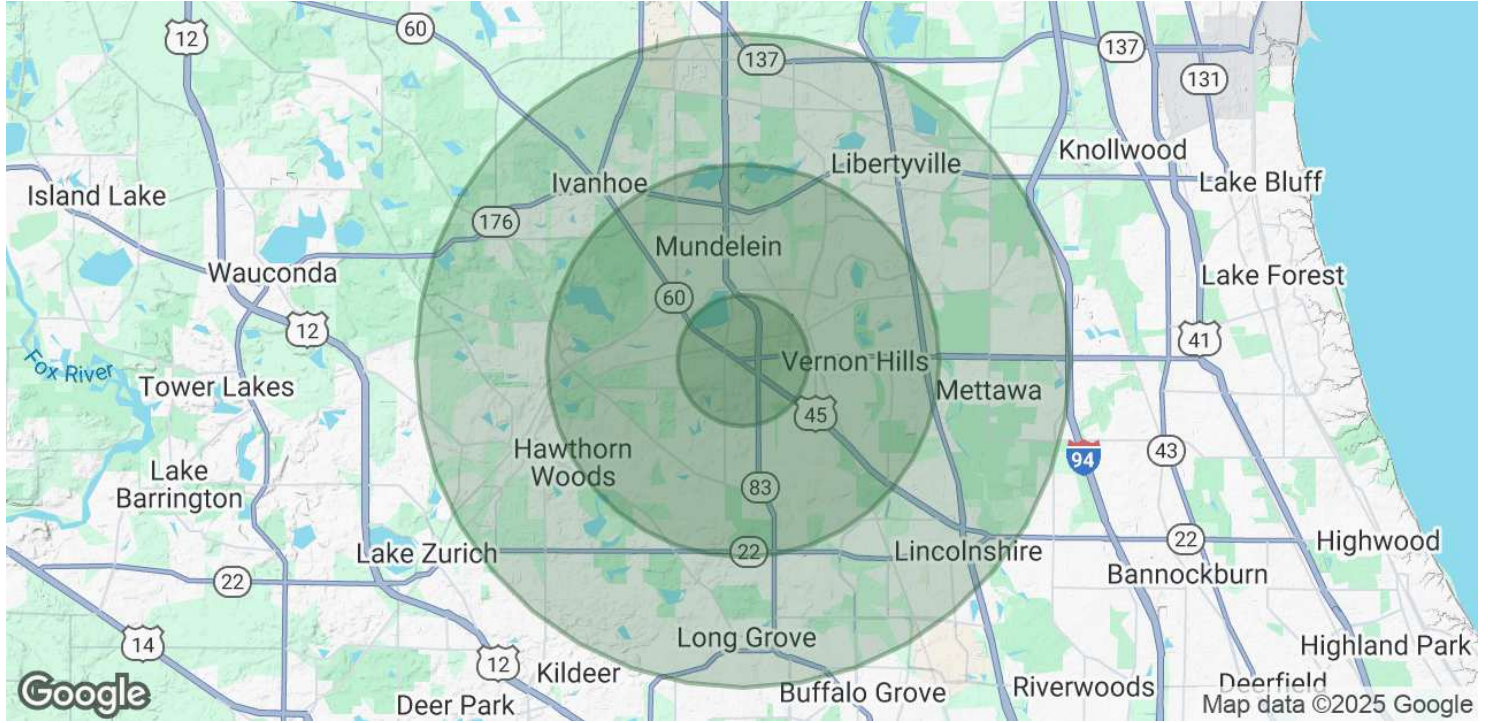 60
12
137
137
131
Knollwood
Libertyville
Ivanhoe
Lake Bluff
Island Lake
176
Mundelein
Wauconda
Lake Forest
60
12
41
Fox River
Vernon Hills
Tower Lakes
Mettawa
45
Hawthorn
Woods
43
94
Lake
Barrington
83
Lake Zurich
22
Lincolnshire
22
Highwood
22
Bannockburn
14
Long Grove
Highland Park
12
Kildeer
Deer Park
Buffalo Grove
Riverwoods
Deerfield
Google
Map data ©2025 Google